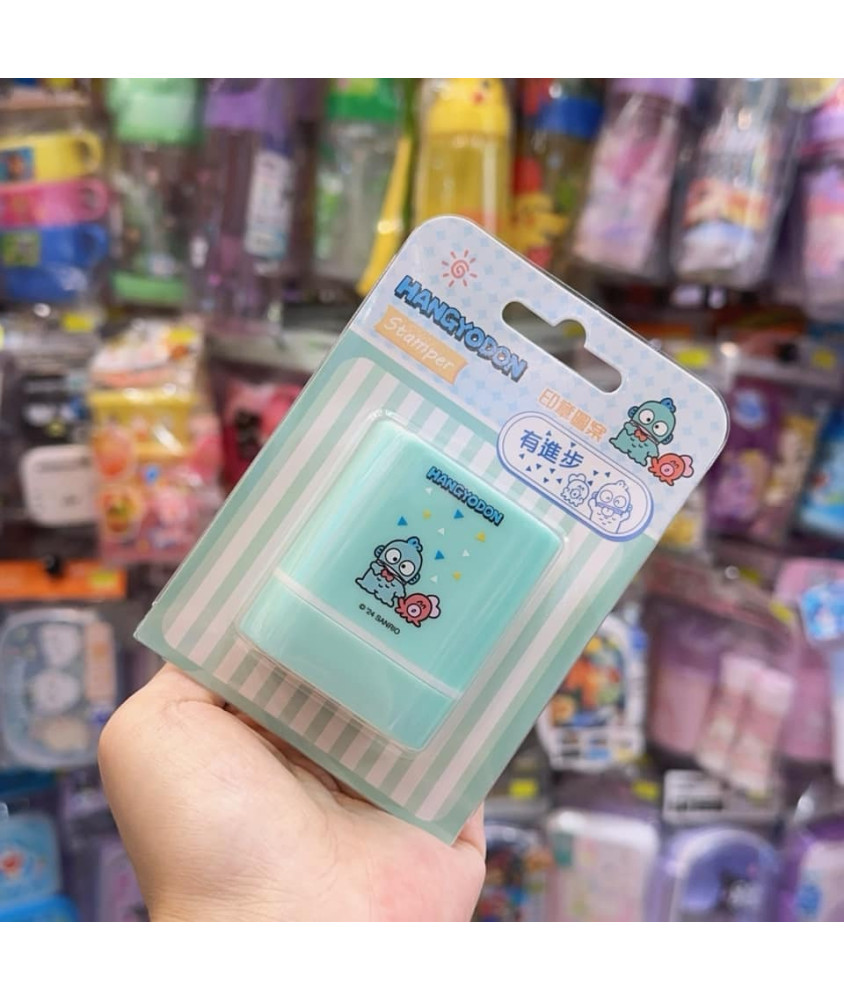 HANGYODON
Stamper
印章圖案
有進步
HANGYODON
© '24 SANRIO